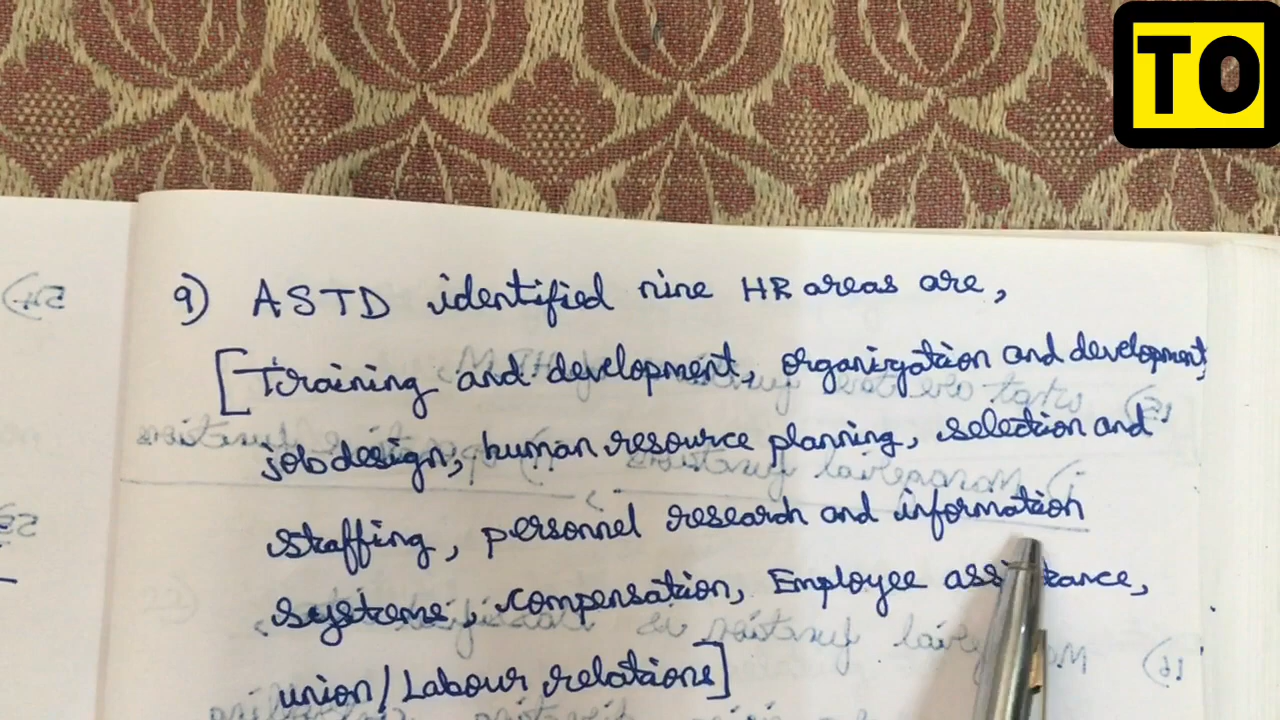 TO
9) ASTD identified nine HR areas are,
[Training and development, organization and development,
job design, human resource planning, selection and
staffing, personnel research and information
systems, compensation, Employee assistance,
union/Labour relations]